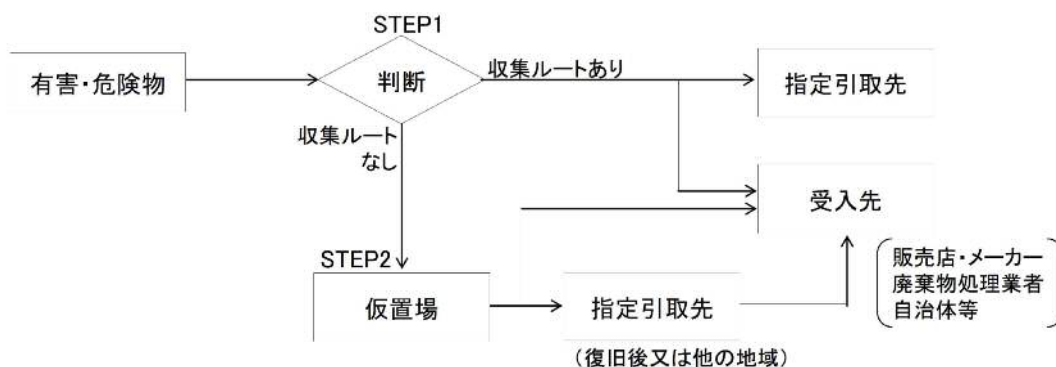 STEP1
有害・危険物
判断
収集ルートあり
指定引取先
収集ルート
なし
受入先
STEP2
仮置場
指定引取先
(復旧後又は他の地域)
販売店・メーカー
廃棄物処理業者
自治体等